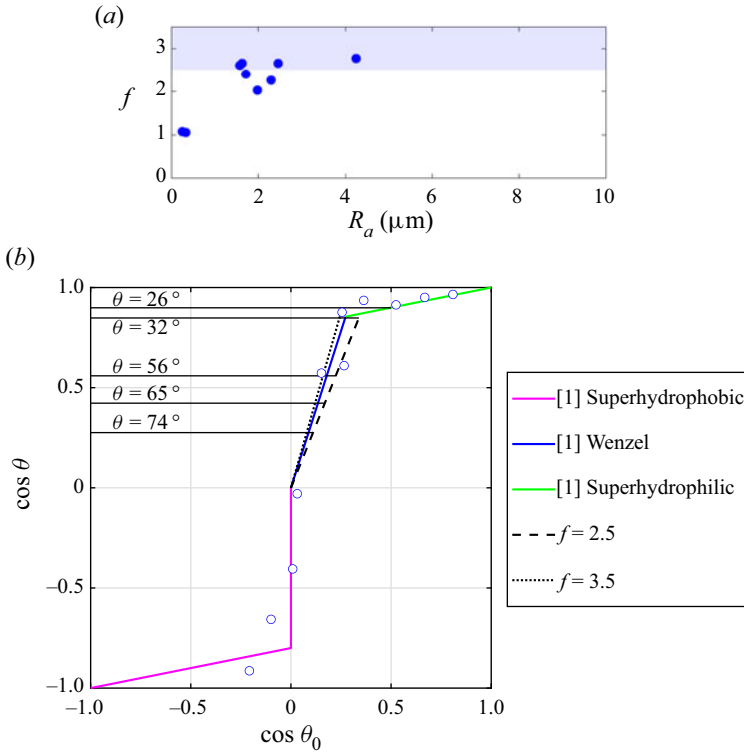 (a)
3
2
1
0
f
0
2
4
6
8
10
R_a (μm)
(b)
1.0
0.5
0
−0.5
−1.0
cos θ
θ = 26 °
θ = 32 °
θ = 56 °
θ = 65 °
θ = 74 °
−1.0
−0.5
0
0.5
1.0
cos θ_0
[1] Superhydrophobic
[1] Wenzel
[1] Superhydrophilic
f = 2.5
f = 3.5